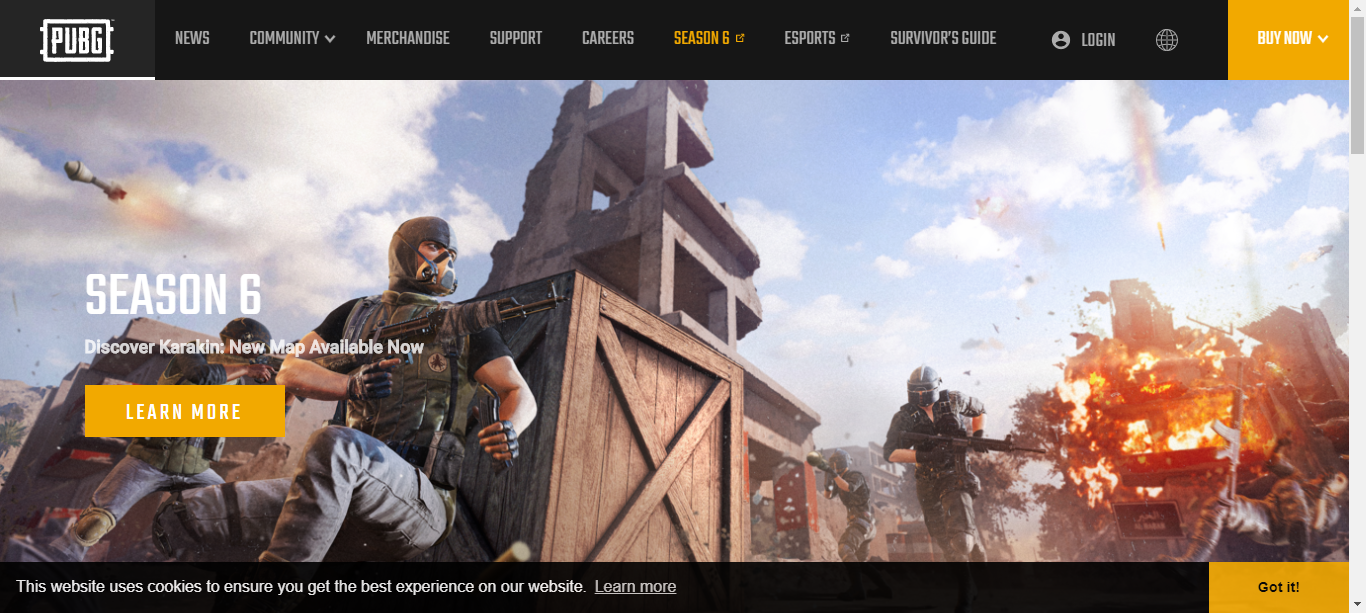 PUBG
NEWS
COMMUNITY
MERCHANDISE
SUPPORT
CAREERS
SEASON 6
ESPORTS
SURVIVOR'S GUIDE
LOGIN
BUY NOW
SEASON 6
Discover Karakin: New Map Available Now
LEARN MORE
This website uses cookies to ensure you get the best experience on our website. Learn more
Got it!